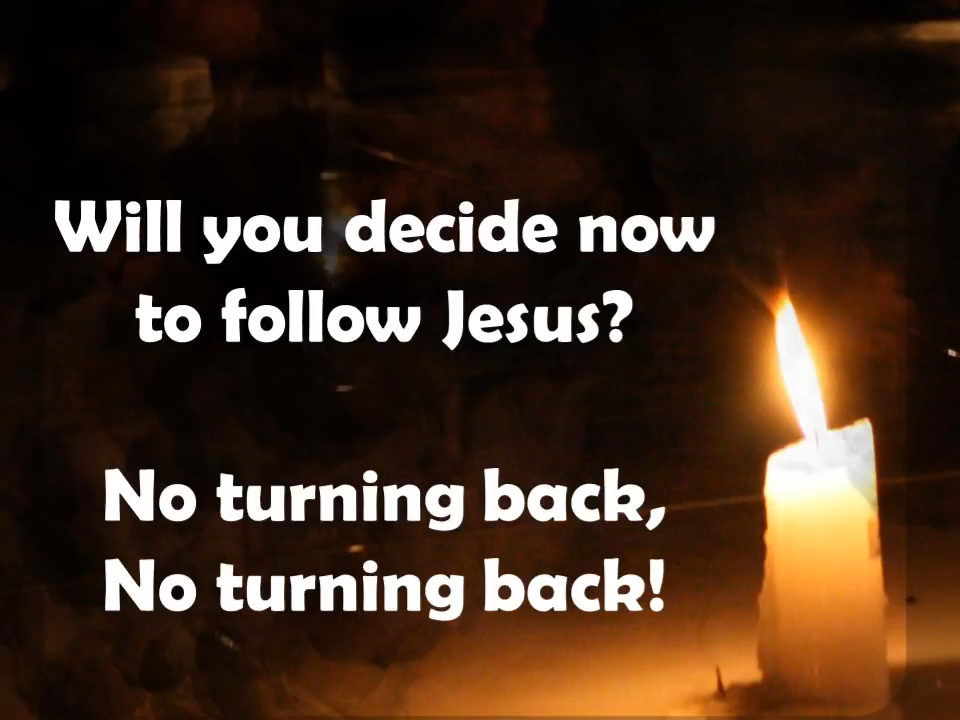 Will you decide now
to follow Jesus?
No turning back,
No turning back!